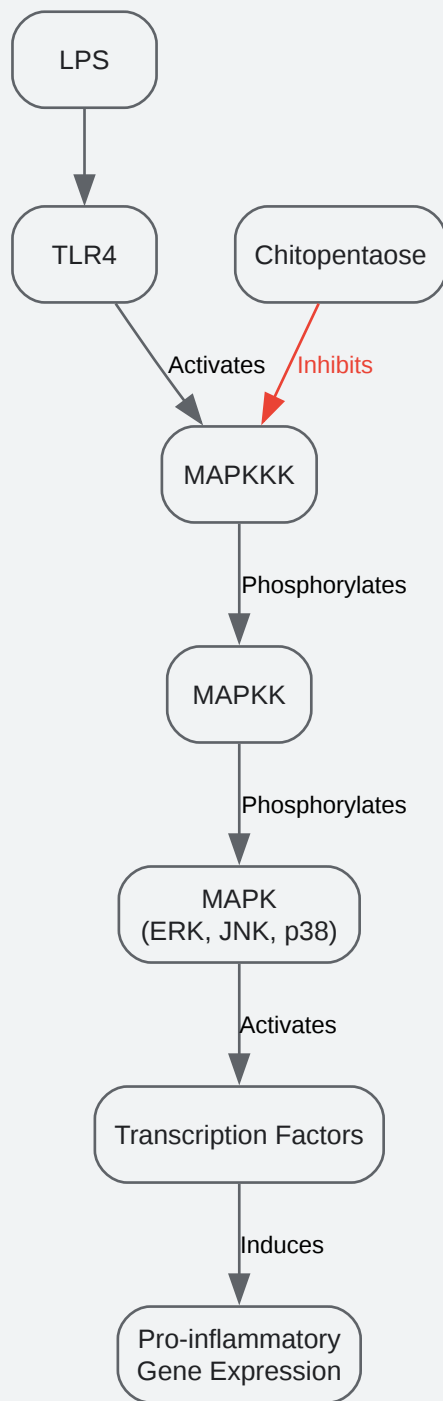 LPS
TLR4
Chitopentaose
Activates
Inhibits
MAPKKK
Phosphorylates
MAPKK
Phosphorylates
MAPK
(ERK, JNK, p38)
Activates
Transcription Factors
Induces
Pro-inflammatory
Gene Expression